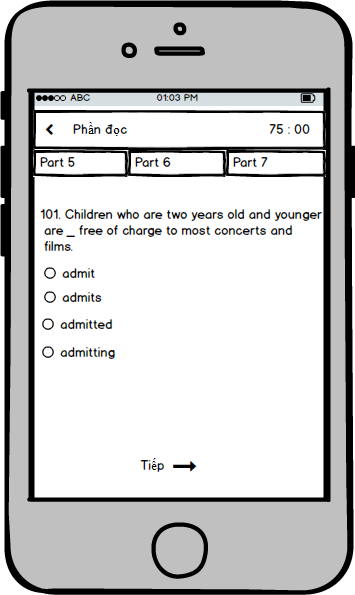 ABC 01:03 PM
Phần đọc 75 : 00
Part 5 Part 6 Part 7
101. Children who are two years old and younger
are _ free of charge to most concerts and
films.
admit
admits
admitted
admitting
Tiếp